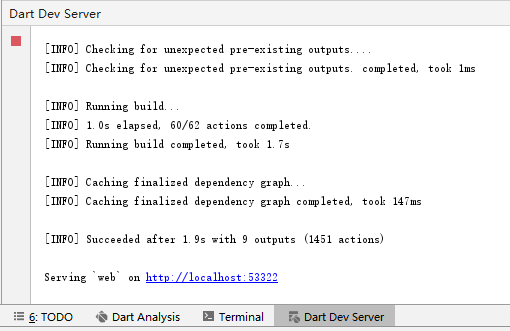 Dart Dev Server
[INFO] Checking for unexpected pre-existing outputs....
[INFO] Checking for unexpected pre-existing outputs. completed, took 1ms
[INFO] Running build...
[INFO] 1.0s elapsed, 60/62 actions completed.
[INFO] Running build completed, took 1.7s
[INFO] Caching finalized dependency graph...
[INFO] Caching finalized dependency graph completed, took 147ms
[INFO] Succeeded after 1.9s with 9 outputs (1451 actions)
Serving `web` on http://localhost:53322
6: TODO Dart Analysis Terminal Dart Dev Server